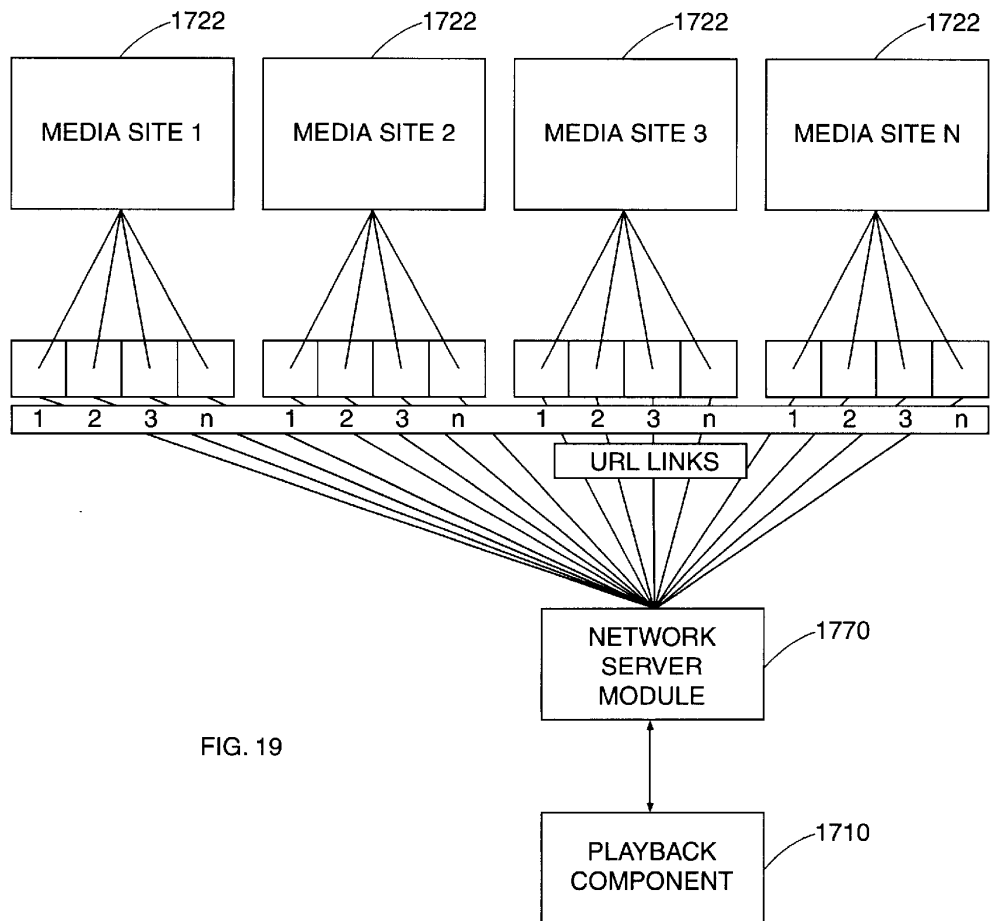 1722 1722 1722 1722
MEDIA SITE 1 MEDIA SITE 2 MEDIA SITE 3 MEDIA SITE N
1 2 3 n 1 2 3 n 1 2 3 n 1 2 3 n
URL LINKS
NETWORK
SERVER
MODULE
1770
FIG. 19
PLAYBACK
COMPONENT
1710